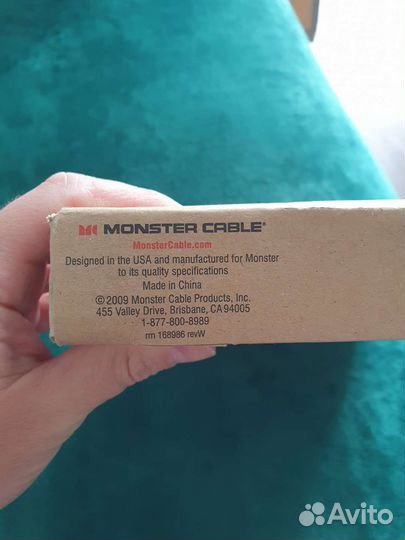 MONSTER CABLE®
MonsterCable.com
Designed in the USA and manufactured for Monster
to its quality specifications
Made in China
© 2009 Monster Cable Products, Inc.
455 Valley Drive, Brisbane, CA 94005
1-877-800-8989
rm 168986 revW
Avito